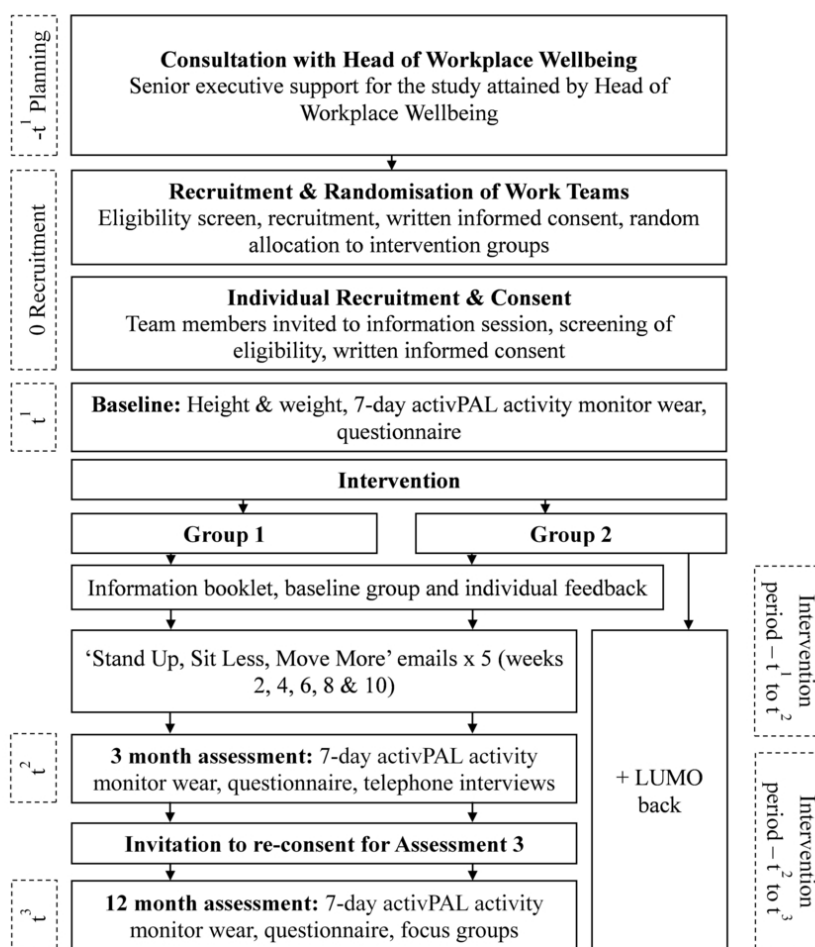 -t¹ Planning
Consultation with Head of Workplace Wellbeing
Senior executive support for the study attained by Head of
Workplace Wellbeing
0 Recruitment
Recruitment & Randomisation of Work Teams
Eligibility screen, recruitment, written informed consent, random
allocation to intervention groups
Individual Recruitment & Consent
Team members invited to information session, screening of
eligibility, written informed consent
t¹
Baseline: Height & weight, 7-day activPAL activity monitor wear,
questionnaire
Intervention
Group 1
Group 2
Information booklet, baseline group and individual feedback
Intervention
period – t¹ to t²
‘Stand Up, Sit Less, Move More’ emails x 5 (weeks
2, 4, 6, 8 & 10)
t²
3 month assessment: 7-day activPAL activity
monitor wear, questionnaire, telephone interviews
+ LUMO
back
Intervention
period – t² to t³
Invitation to re-consent for Assessment 3
t³
12 month assessment: 7-day activPAL activity
monitor wear, questionnaire, focus groups